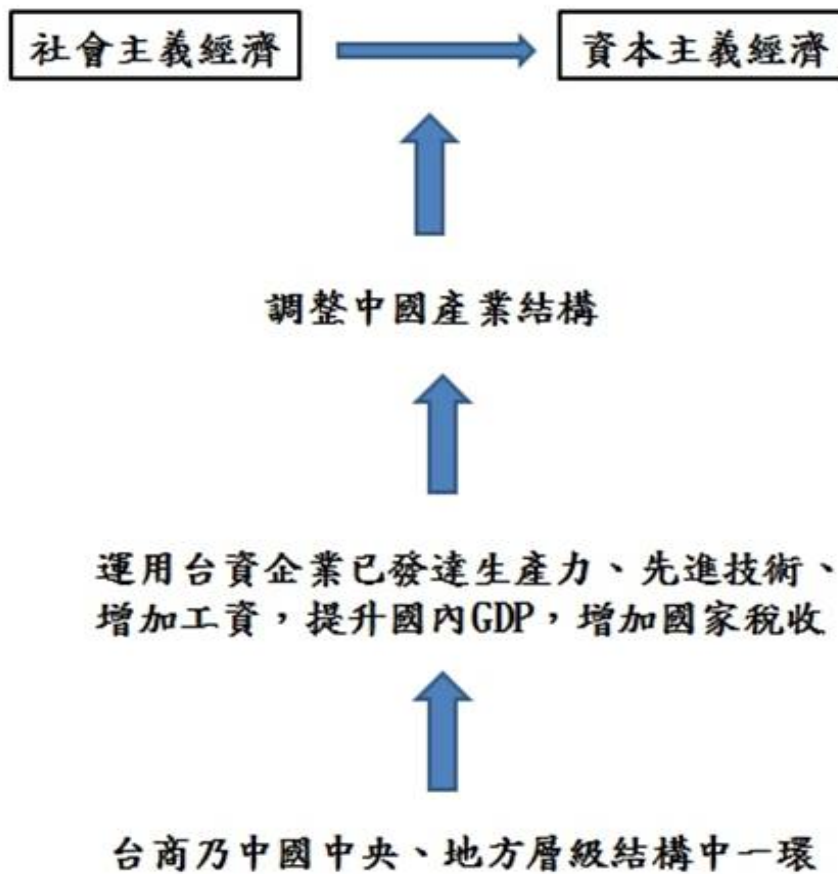 社會主義經濟
資本主義經濟
調整中國產業結構
運用台資企業已發達生產力、先進技術、
增加工資，提升國內GDP，增加國家稅收
台商乃中國中央、地方層級結構中一環